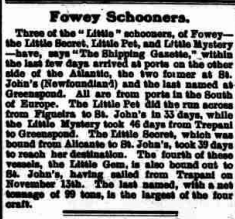 Fowey Schooners.
Three of the "Little" schooners, of Fowey—
the Little Secret, Little Pet, and Little Mystery
—have, says "The Shipping Gazette," within
the last few days arrived at ports on the other
side of the Atlantic, the two former at St.
John's (Newfoundland) and the last named at
Greenspond. All are from ports in the South
of Europe. The Little Pet did the run across
from Figueira to St. John's in 33 days, while
the Little Mystery took 46 days from Trapani
to Greenspond. The Little Secret, which was
bound from Alicante to St. John's, took 39 days
to reach her destination. The fourth of these
vessels, the Little Gem, is also bound out to
St. John's, having sailed from Trapani on
November 13th. The last named, with a net
tonnage of 99 tons, is the largest of the four
craft.